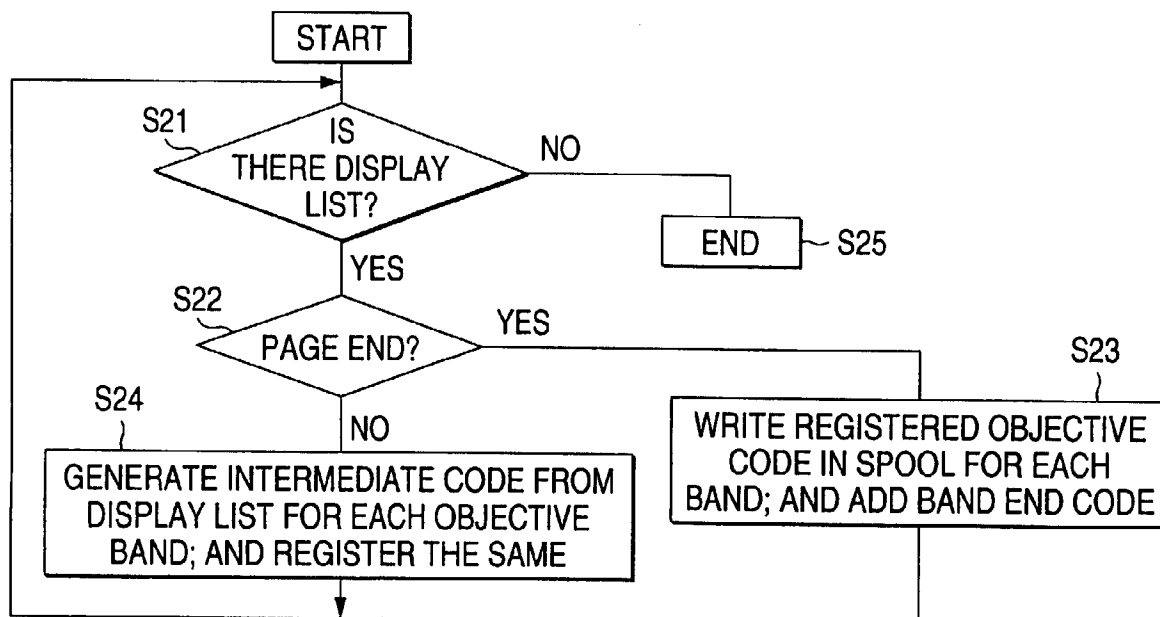 START
S21
IS
THERE DISPLAY
LIST?
NO
END
S25
YES
S22
PAGE END?
YES
S23
WRITE REGISTERED OBJECTIVE
CODE IN SPOOL FOR EACH
BAND; AND ADD BAND END CODE
NO
S24
GENERATE INTERMEDIATE CODE FROM
DISPLAY LIST FOR EACH OBJECTIVE
BAND; AND REGISTER THE SAME